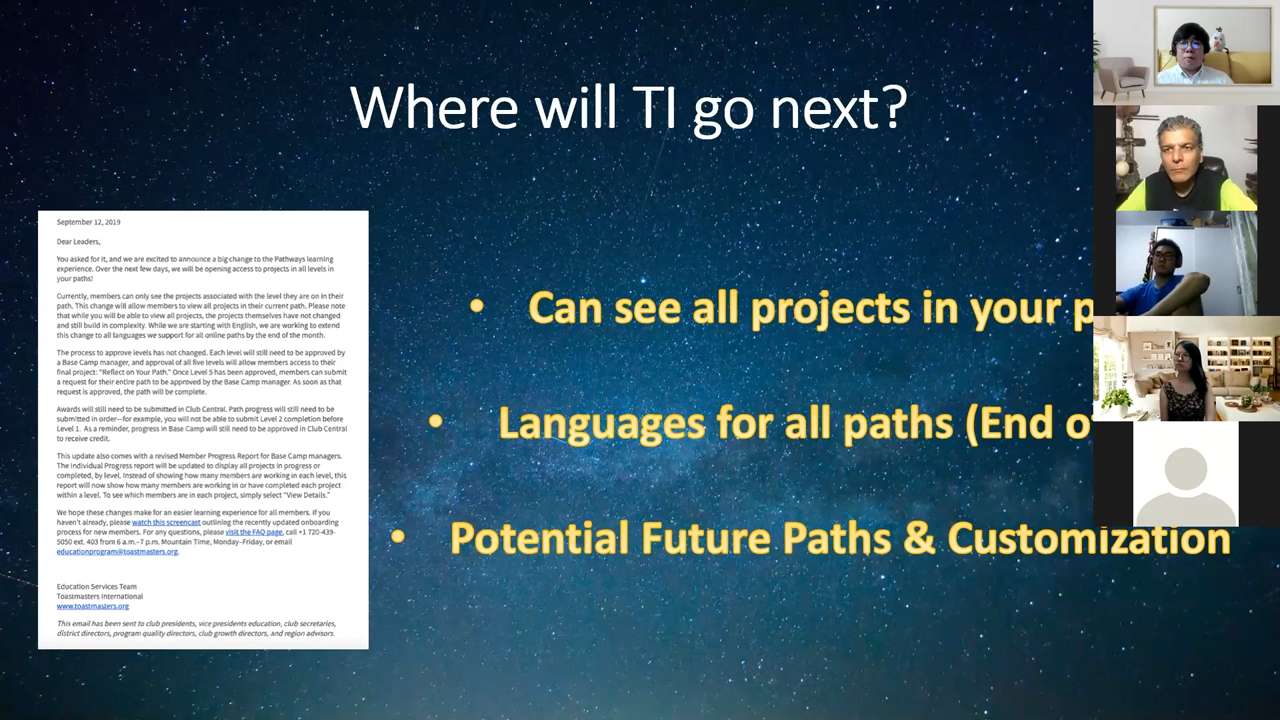 Where will TI go next?
September 12, 2019
Dear Leaders,
You asked for it, and we are excited to announce a big change to the Pathways learning
experience. Over the next few days, we will be opening access to projects in all levels in
your paths!
Currently, members can only see the projects associated with the level they are on in their
path. This change will allow members to view all projects in their current path. Please note
that while you will be able to view all projects, the projects themselves have not changed
and still build in complexity. While we are starting with English, we are working to extend
this change to all languages we support for all online paths by the end of the month.
The process to approve levels has not changed. Each level will still need to be approved by
a Base Camp manager, and approval of all five levels will allow members access to their
final project: "Reflect on Your Path." Once Level 5 has been approved, members can submit
a request for their entire path to be approved by the Base Camp manager. As soon as that
request is approved, the path will be complete.
Awards will still need to be submitted in Club Central. Path progress will still need to be
submitted in order—for example, you will not be able to submit Level 2 completion before
Level 1. As a reminder, progress in Base Camp will still need to be approved in Club Central
to receive credit.
This update also comes with a revised Member Progress Report for Base Camp managers.
The Individual Progress report will be updated to display all projects in progress or
completed, by level. Instead of showing how many members are working in each level, this
report will now show how many members are working in or have completed each project
within a level. To see which members are in each project, simply select "View Details."
We hope these changes make for an easier learning experience for all members. If you
haven't already, please watch this screencast outlining the recently updated onboarding
process for new members. For any questions, please visit the FAQ page, call +1 720-439-
5050 ext. 403 from 6 a.m.–7 p.m. Mountain Time, Monday–Friday, or email
educationprogram@toastmasters.org.
Education Services Team
Toastmasters International
www.toastmasters.org
This email has been sent to club presidents, vice presidents education, club secretaries,
district directors, program quality directors, club growth directors, and region advisors.
• Can see all projects in your
• Languages for all paths (End
• Potential Future Paths & Customization